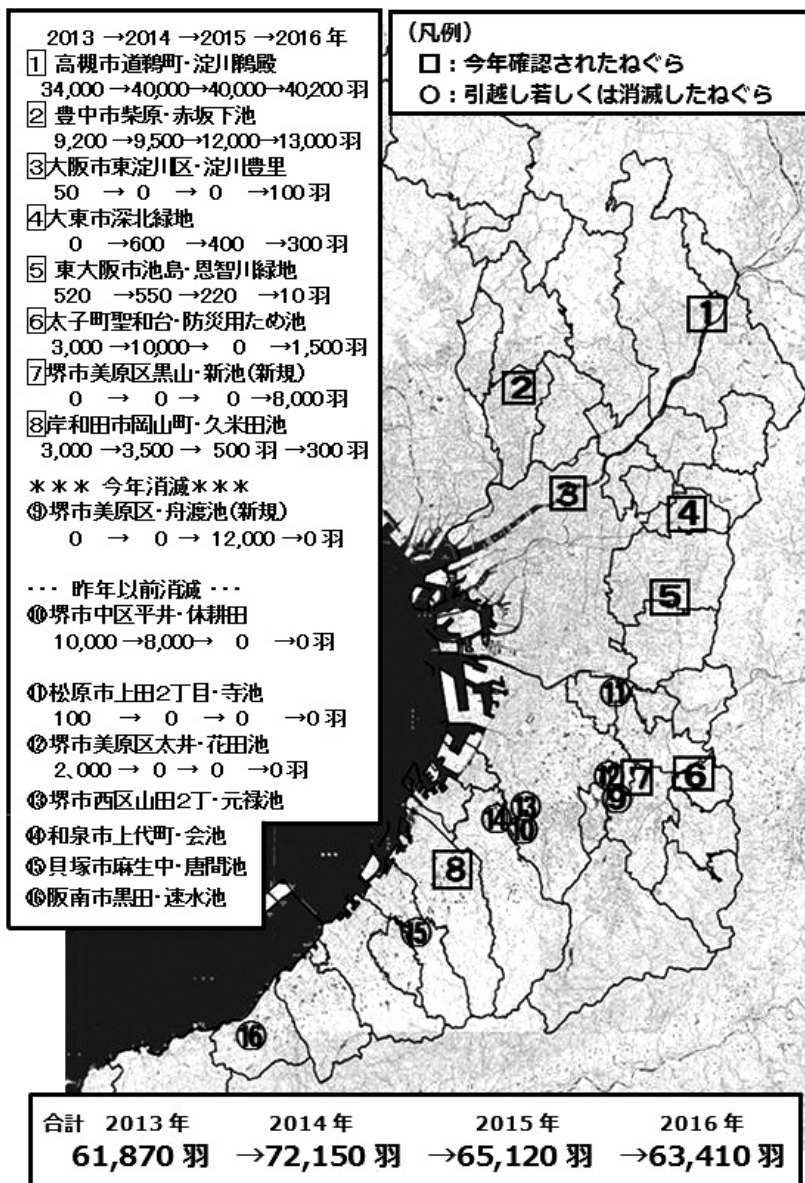 2013 →2014 →2015 →2016 年
1 高槻市道鵜町・淀川鵜殿
34,000→40,000→40,000→40,200 羽
2 豊中市柴原・赤坂下池
9,200 →9,500→12,000→13,000 羽
3 大阪市東淀川区・淀川豊里
50 → 0 → 0 →100 羽
4 大東市深北緑地
0 →600 →400 →300 羽
5 東大阪市池島・恩智川緑地
520 →550 →220 →10 羽
6 太子町聖和台・防災用ため池
3,000 →10,000→ 0 →1,500 羽
7 堺市美原区黒山・新池(新規)
0 → 0 → 0 →8,000 羽
8 岸和田市岡山町・久米田池
3,000 →3,500 → 500 羽 →300 羽
*** 今年消滅***
⑨堺市美原区・舟渡池(新規)
0 → 0 → 12,000 →0 羽
… 昨年以前消滅 …
⑩堺市中区平井・休耕田
10,000 →8,000→ 0 →0 羽
⑪松原市上田2丁目・寺池
100 → 0 → 0 →0 羽
⑫堺市美原区太井・花田池
2、000 → 0 → 0 →0 羽
⑬堺市西区山田2丁・元禄池
⑭和泉市上代町・会池
⑮貝塚市麻生中・唐間池
⑯阪南市黒田・速水池
(凡例)
□:今年確認されたねぐら
○:引越し若しくは消滅したねぐら
1
2
3
4
5
⑪
⑫
7
6
⑨
⑬
⑭
⑩
8
⑮
⑯
合計 2013 年 2014 年 2015 年 2016 年
61,870 羽 →72,150 羽 →65,120 羽 →63,410 羽